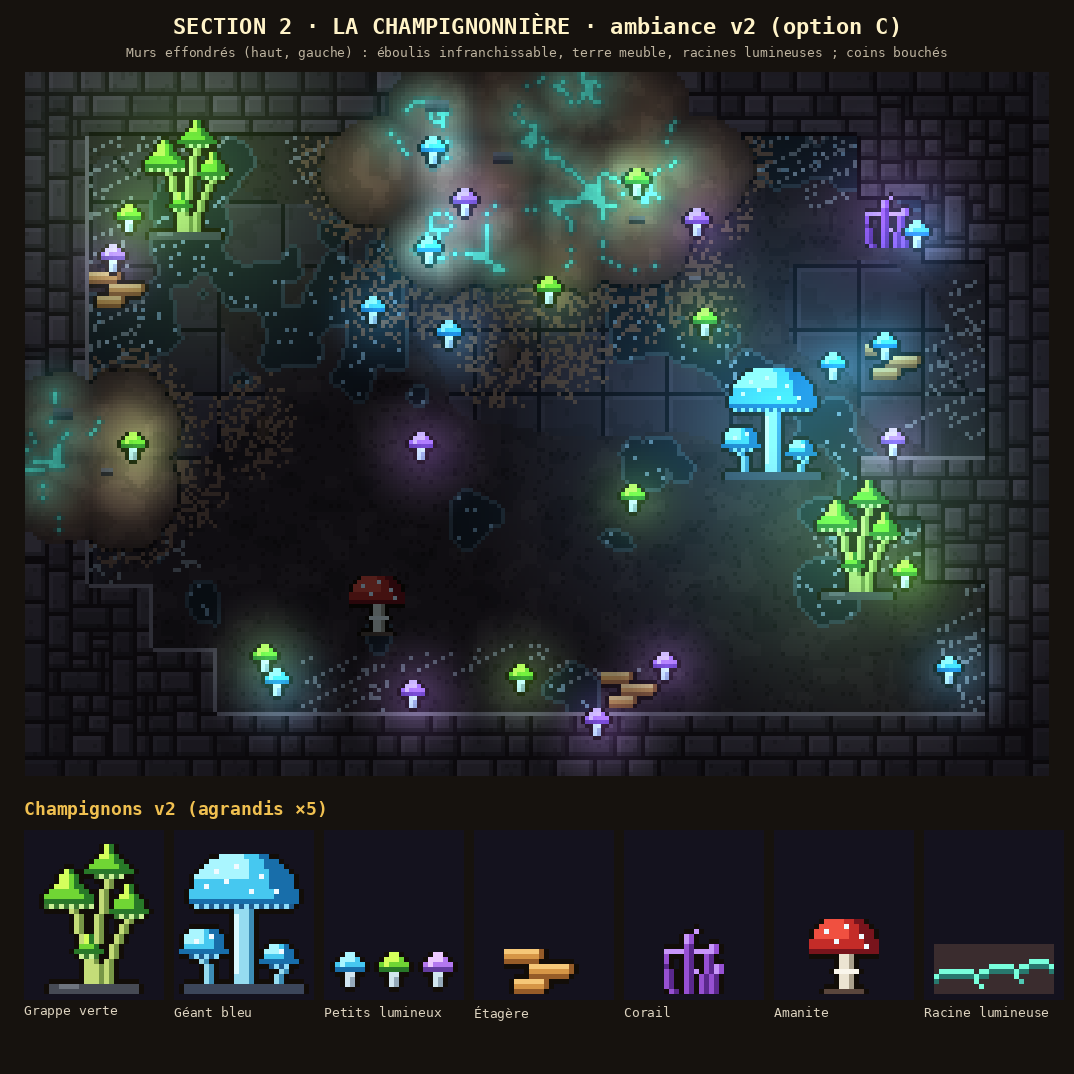 SECTION 2 · LA CHAMPIGNONNIÈRE · ambiance v2 (option C)
Murs effondrés (haut, gauche) : éboulis infranchissable, terre meuble, racines lumineuses ; coins bouchés
Champignons v2 (agrandis ×5)
Grappe verte
Géant bleu
Petits lumineux
Étagère
Corail
Amanite
Racine lumineuse